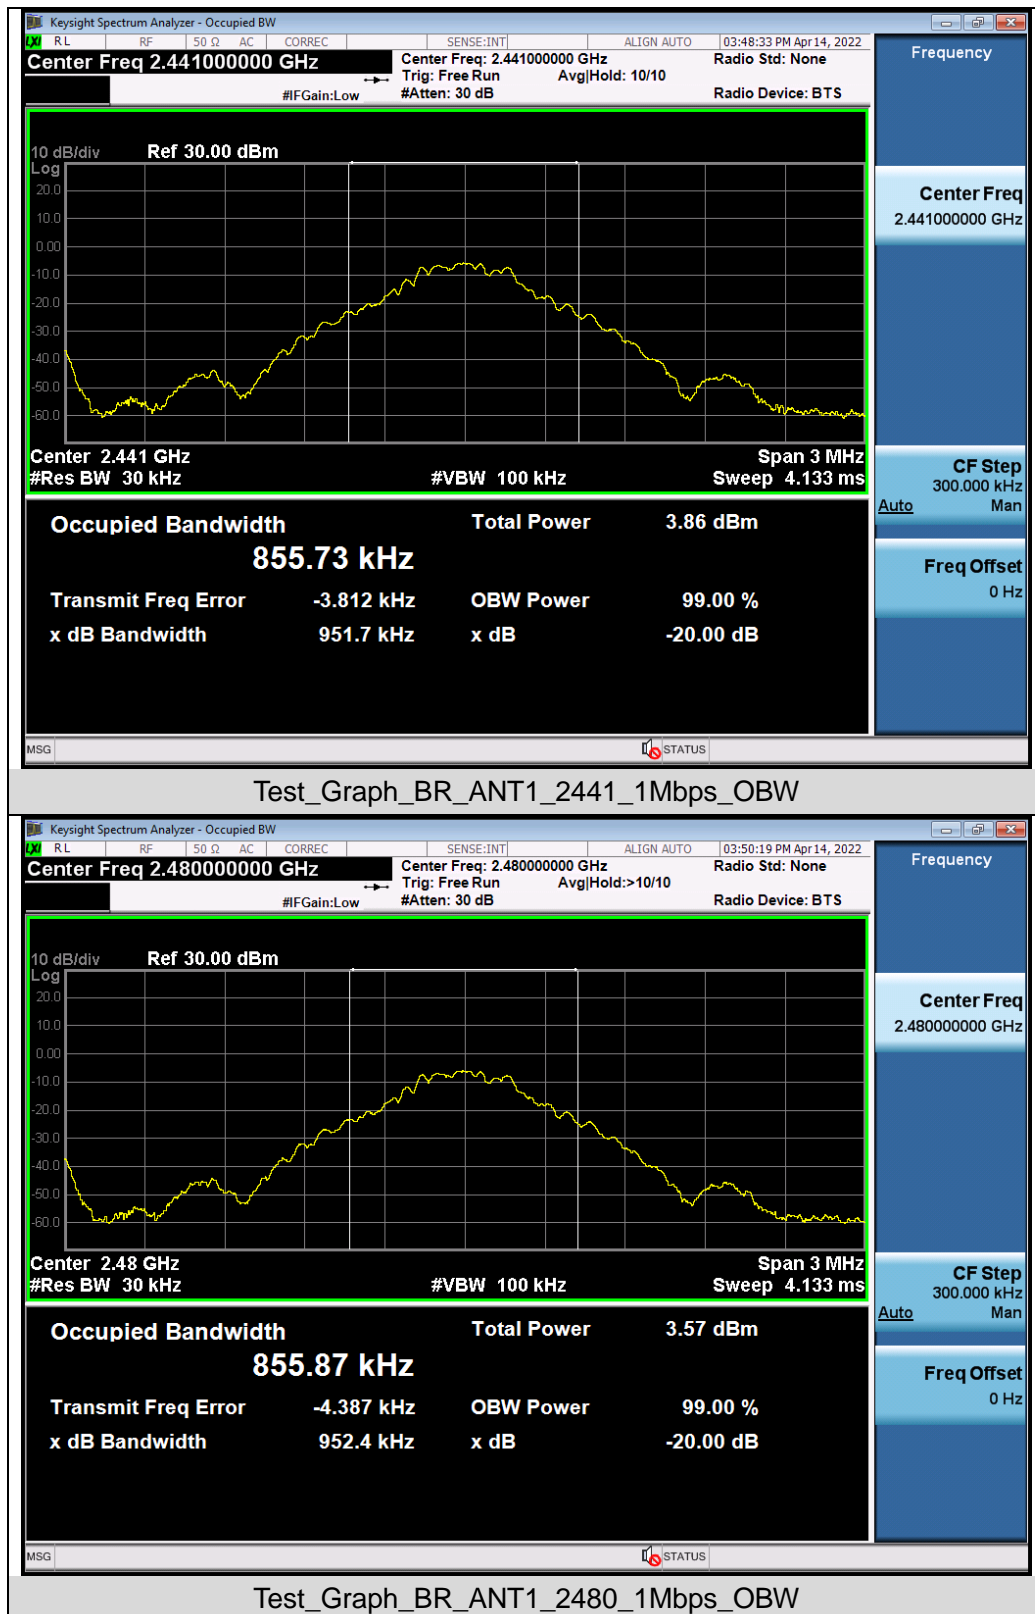 Keysight Spectrum Analyzer - Occupied BW
LXI RL RF 50 Ω AC CORREC SENSE:INT ALIGN AUTO 03:48:33 PM Apr 14, 2022
Center Freq 2.441000000 GHz
Center Freq: 2.441000000 GHz
Radio Std: None
Trig: Free Run Avg|Hold: 10/10
#IFGain:Low #Atten: 30 dB Radio Device: BTS
Frequency
10 dB/div Ref 30.00 dBm
Log
20.0
10.0
0.00
-10.0
-20.0
-30.0
-40.0
-50.0
-60.0
Center 2.441 GHz Span 3 MHz
#Res BW 30 kHz #VBW 100 kHz Sweep 4.133 ms
Center Freq
2.441000000 GHz
CF Step
300.000 kHz
Auto Man
Freq Offset
0 Hz
Occupied Bandwidth Total Power 3.86 dBm
855.73 kHz
Transmit Freq Error -3.812 kHz OBW Power 99.00 %
x dB Bandwidth 951.7 kHz x dB -20.00 dB
MSG STATUS
Test_Graph_BR_ANT1_2441_1Mbps_OBW
Keysight Spectrum Analyzer - Occupied BW
LXI RL RF 50 Ω AC CORREC SENSE:INT ALIGN AUTO 03:50:19 PM Apr 14, 2022
Center Freq 2.480000000 GHz
Center Freq: 2.480000000 GHz
Radio Std: None
Trig: Free Run Avg|Hold:>10/10
#IFGain:Low #Atten: 30 dB Radio Device: BTS
Frequency
10 dB/div Ref 30.00 dBm
Log
20.0
10.0
0.00
-10.0
-20.0
-30.0
-40.0
-50.0
-60.0
Center 2.48 GHz Span 3 MHz
#Res BW 30 kHz #VBW 100 kHz Sweep 4.133 ms
Center Freq
2.480000000 GHz
CF Step
300.000 kHz
Auto Man
Freq Offset
0 Hz
Occupied Bandwidth Total Power 3.57 dBm
855.87 kHz
Transmit Freq Error -4.387 kHz OBW Power 99.00 %
x dB Bandwidth 952.4 kHz x dB -20.00 dB
MSG STATUS
Test_Graph_BR_ANT1_2480_1Mbps_OBW